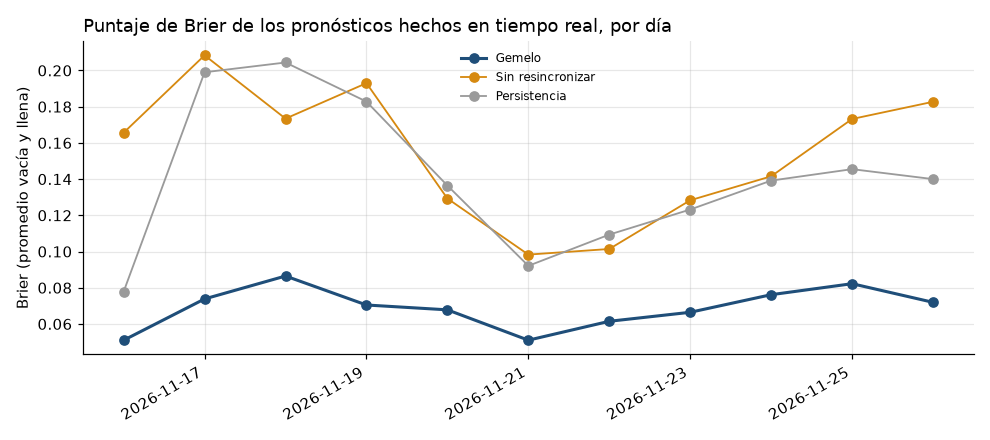 Puntaje de Brier de los pronósticos hechos en tiempo real, por día
Gemelo
Sin resincronizar
Persistencia
Brier (promedio vacía y llena)
0.20
0.18
0.16
0.14
0.12
0.10
0.08
0.06
2026-11-17
2026-11-19
2026-11-21
2026-11-23
2026-11-25